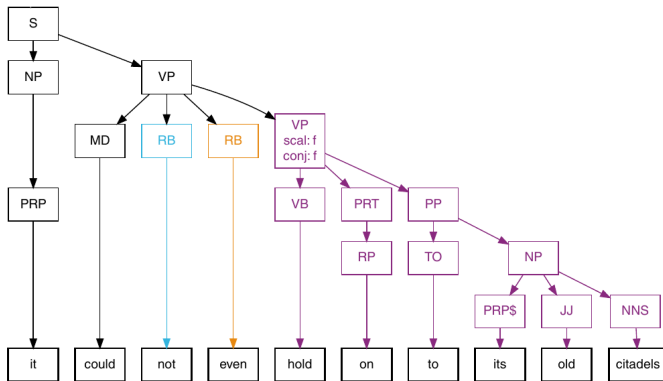 S
NP VP
MD RB RB VP
scal: f
conj: f
PRP VB PRT PP
RP TO NP
PRP$ JJ NNS
it could not even hold on to its old citadels